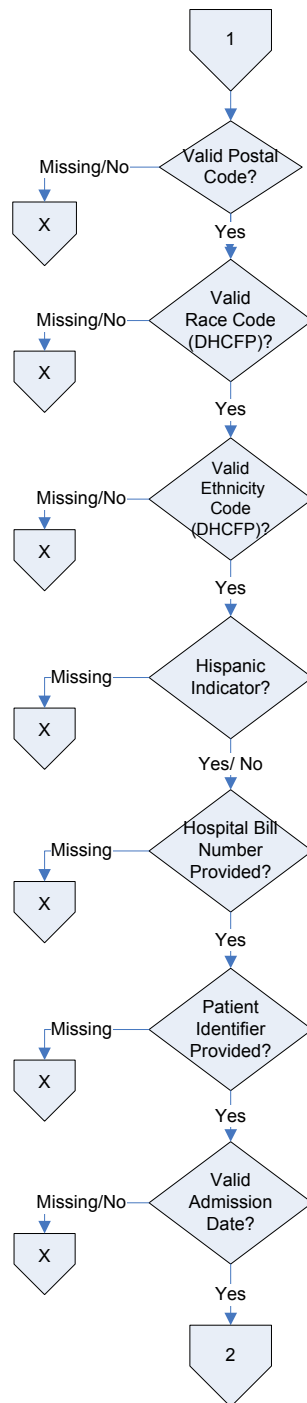 1
Valid Postal
Code?
Missing/No
X
Yes
Valid
Race Code
(DHCFP)?
Missing/No
X
Yes
Valid
Ethnicity
Code
(DHCFP)?
Missing/No
X
Yes
Hispanic
Indicator?
Missing
X
Yes/ No
Hospital Bill
Number
Provided?
Missing
X
Yes
Patient
Identifier
Provided?
Missing
X
Yes
Valid
Admission
Date?
Missing/No
X
Yes
2